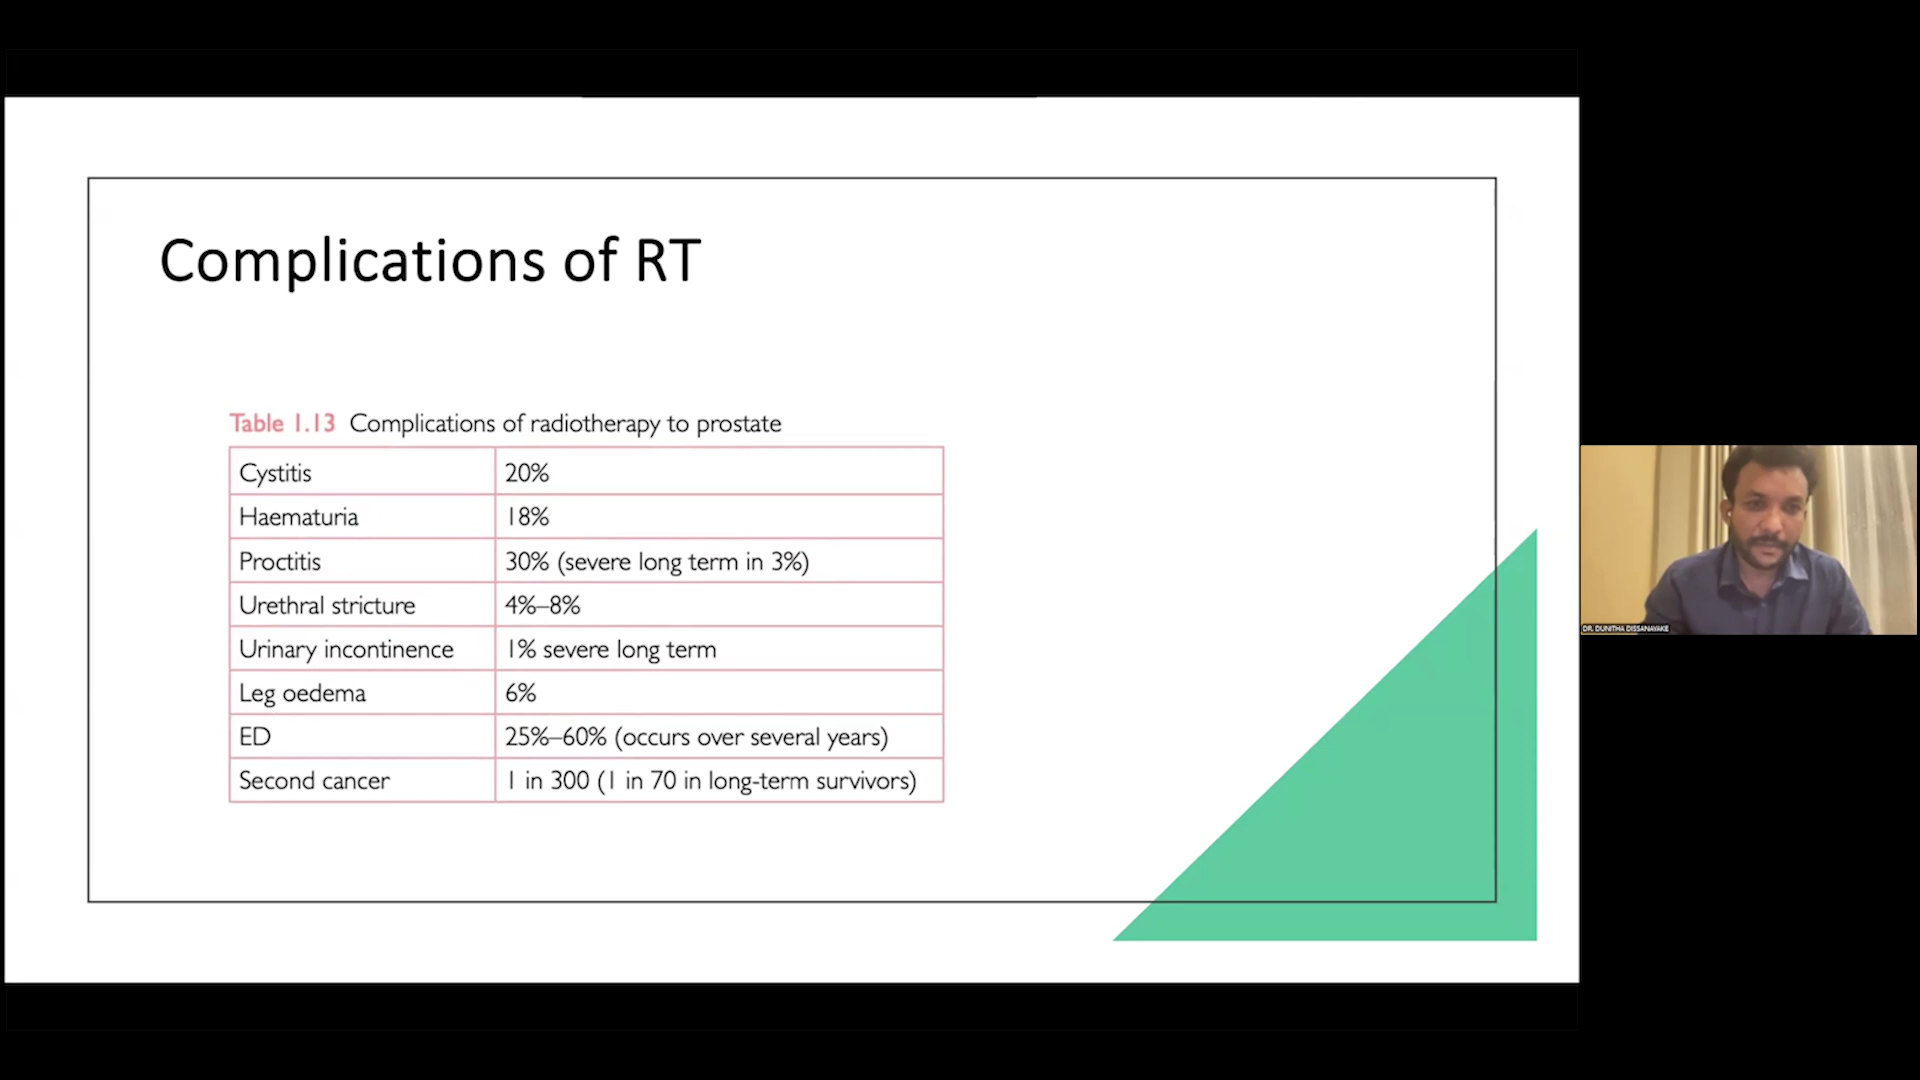 Complications of RT
Table 1.13 Complications of radiotherapy to prostate
Cystitis 20%
Haematuria 18%
Proctitis 30% (severe long term in 3%)
Urethral stricture 4%–8%
Urinary incontinence 1% severe long term
Leg oedema 6%
ED 25%–60% (occurs over several years)
Second cancer 1 in 300 (1 in 70 in long-term survivors)
DR. DUNITHA DISSANAYAKE